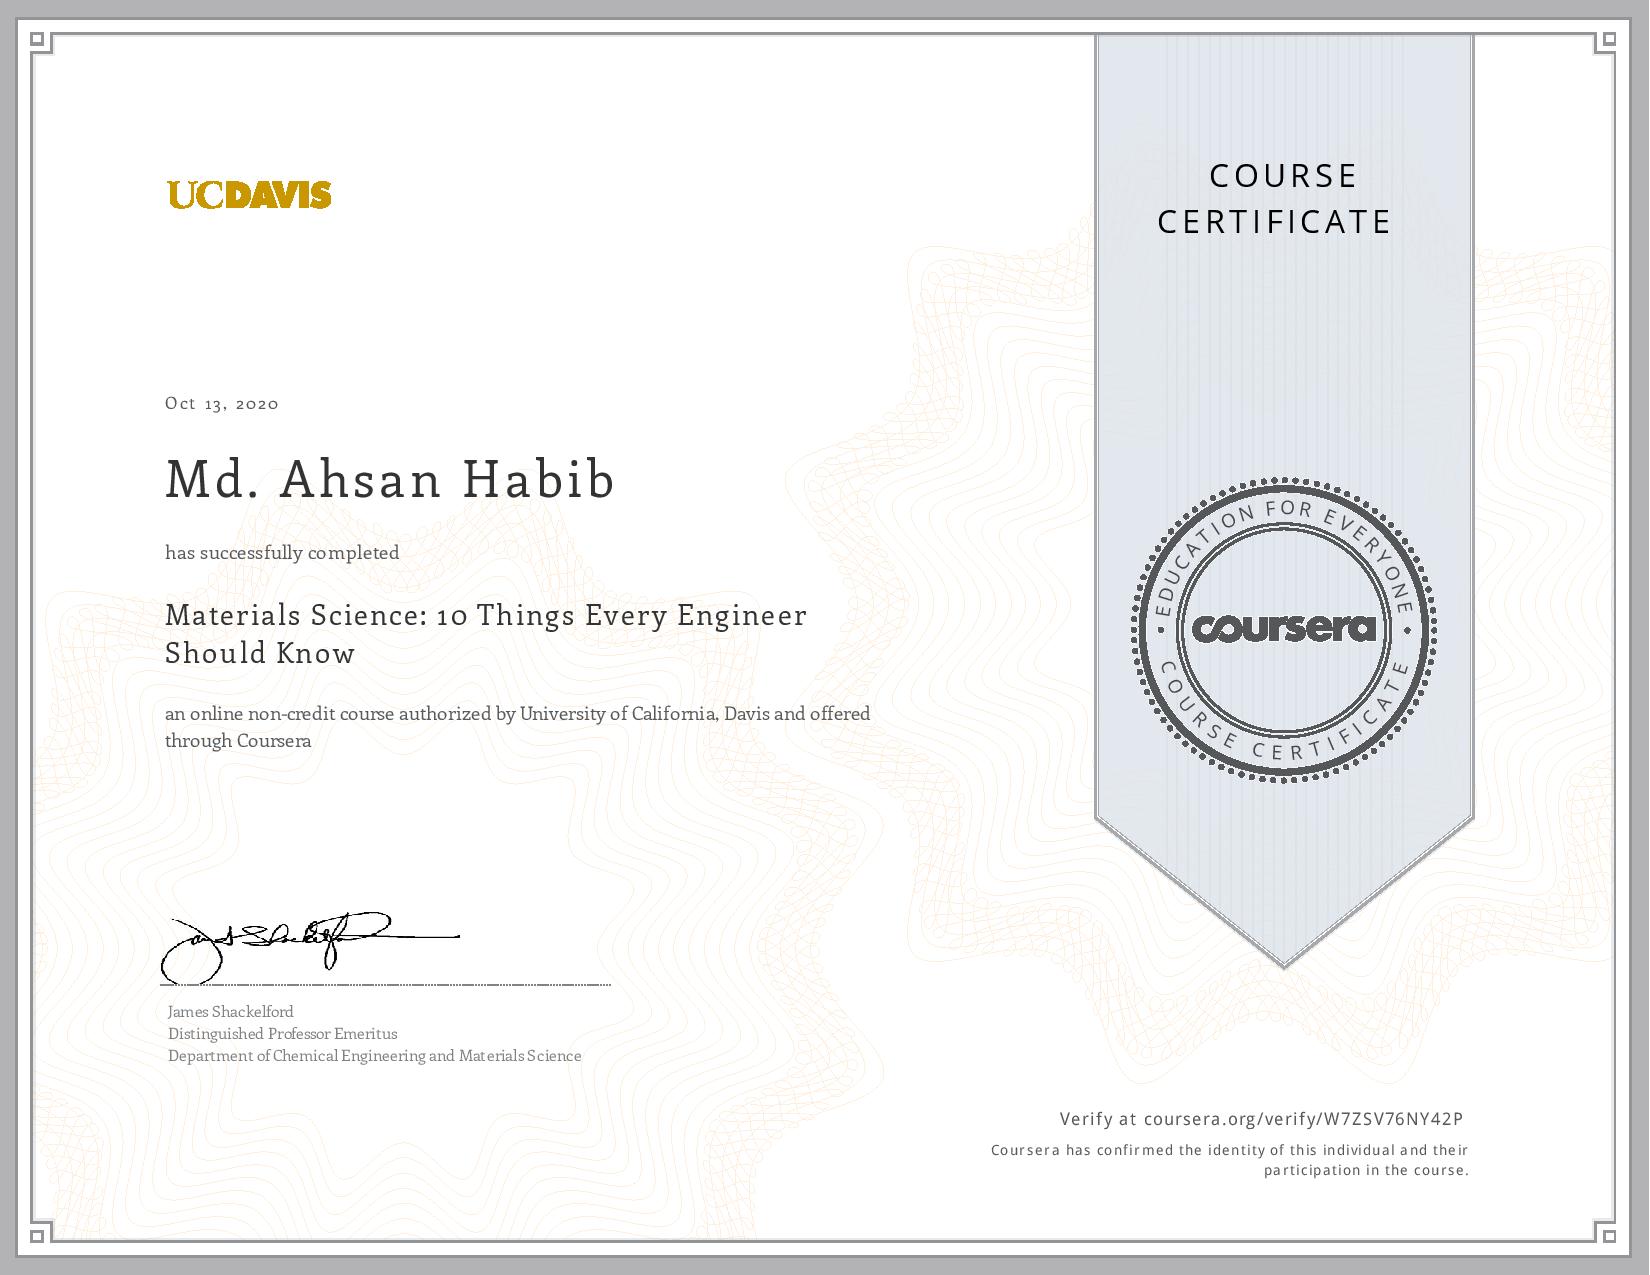 UCDAVIS
COURSE
CERTIFICATE
Oct 13, 2020
Md. Ahsan Habib
has successfully completed
Materials Science: 10 Things Every Engineer
Should Know
an online non-credit course authorized by University of California, Davis and offered
through Coursera
EDUCATION FOR EVERYONE
coursera
COURSE CERTIFICATE
James Shackelford
James Shackelford
Distinguished Professor Emeritus
Department of Chemical Engineering and Materials Science
Verify at coursera.org/verify/W7ZSV76NY42P
Coursera has confirmed the identity of this individual and their
participation in the course.